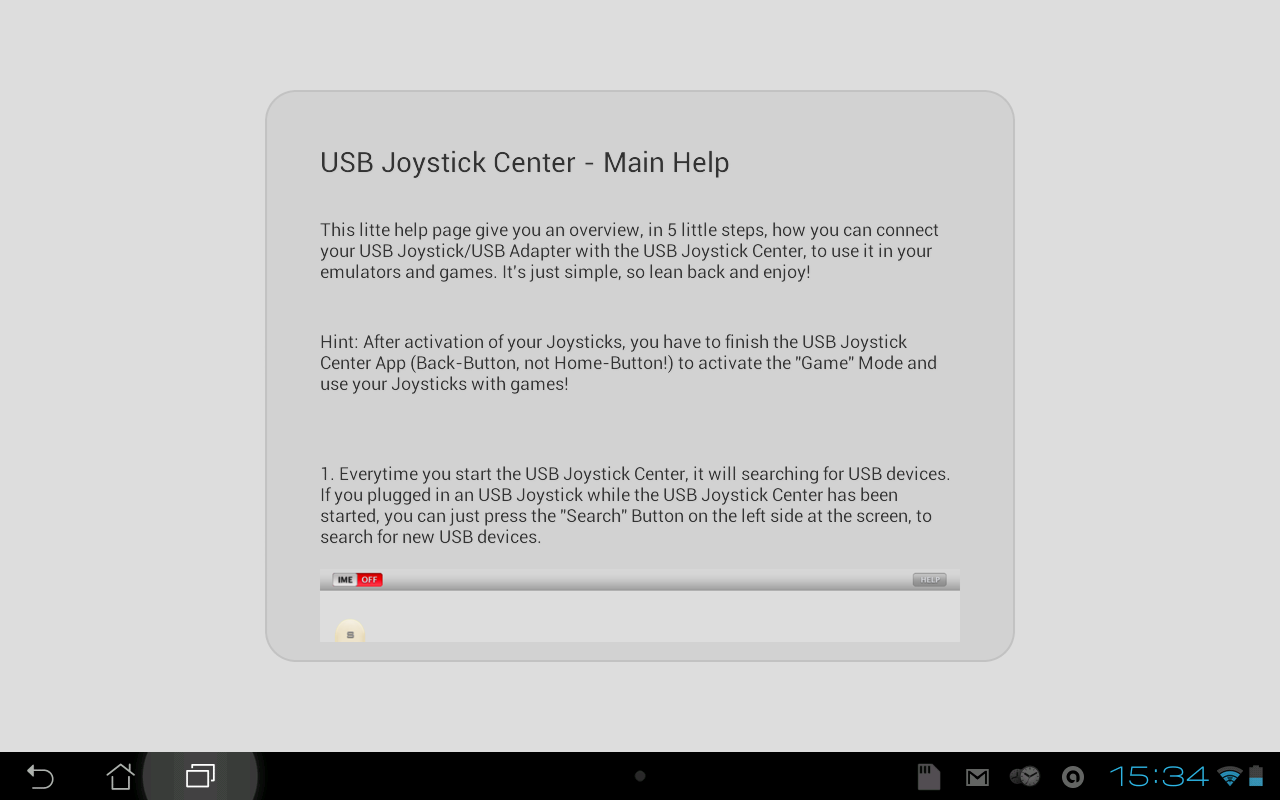 USB Joystick Center - Main Help
This litte help page give you an overview, in 5 little steps, how you can connect
your USB Joystick/USB Adapter with the USB Joystick Center, to use it in your
emulators and games. It's just simple, so lean back and enjoy!
Hint: After activation of your Joysticks, you have to finish the USB Joystick
Center App (Back-Button, not Home-Button!) to activate the "Game" Mode and
use your Joysticks with games!
1. Everytime you start the USB Joystick Center, it will searching for USB devices.
If you plugged in an USB Joystick while the USB Joystick Center has been
started, you can just press the "Search" Button on the left side at the screen, to
search for new USB devices.
IME OFF HELP
S
15:34